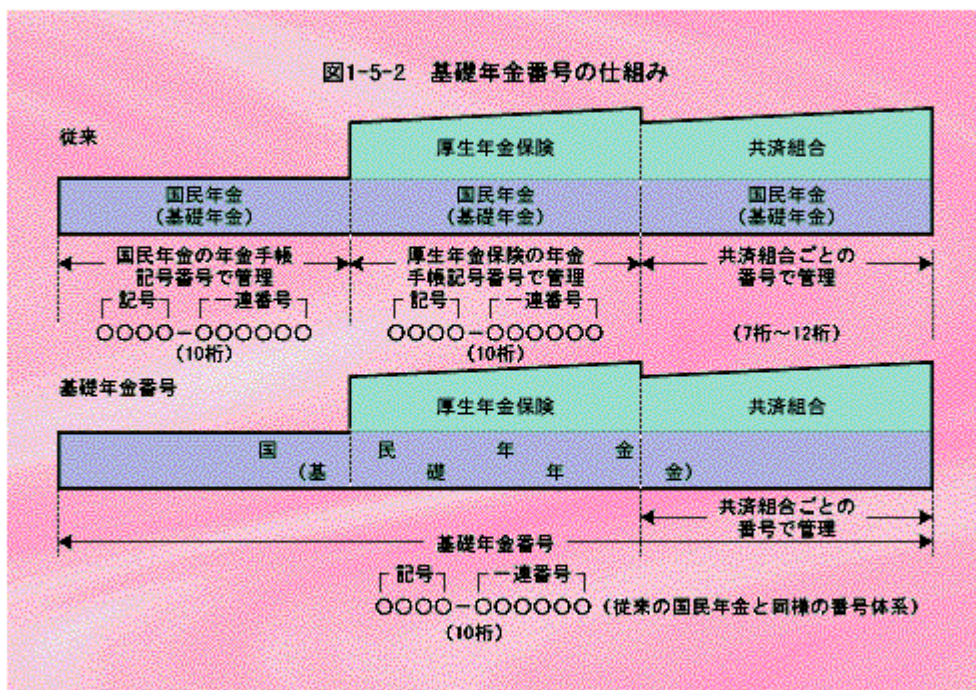 図1-5-2 基礎年金番号の仕組み
従来
厚生年金保険
共済組合
国民年金
(基礎年金)
国民年金
(基礎年金)
国民年金
(基礎年金)
国民年金の年金手帳
記号番号で管理
厚生年金保険の年金
手帳記号番号で管理
共済組合ごとの
番号で管理
記号 一連番号
○○○○-○○○○○○
(10桁)
記号 一連番号
○○○○-○○○○○○
(10桁)
(7桁～12桁)
基礎年金番号
厚生年金保険
共済組合
国民年金
(基礎年金)
共済組合ごとの
番号で管理
基礎年金番号
記号 一連番号
○○○○-○○○○○○ (従来の国民年金と同様の番号体系)
(10桁)